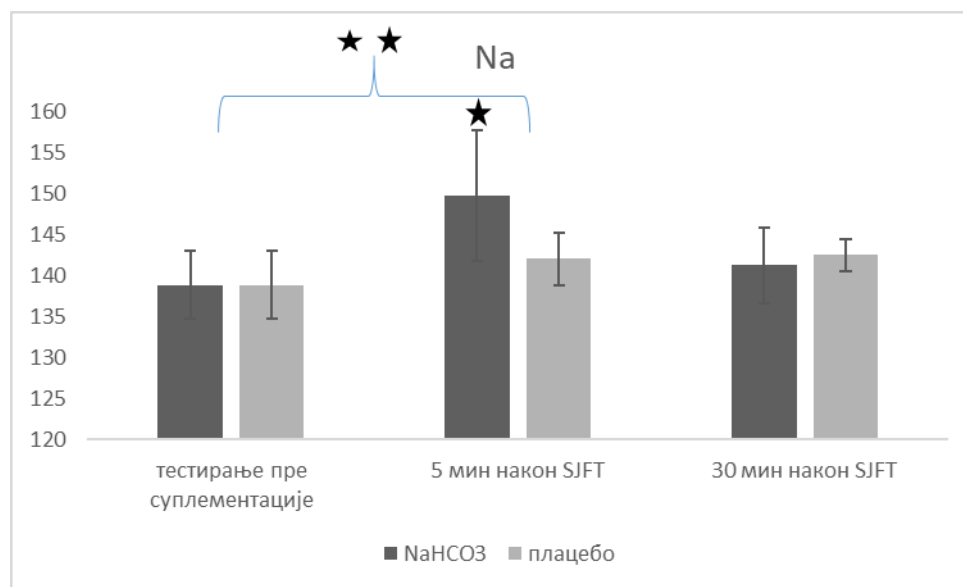 Na
160
155
150
145
140
135
130
125
120
тестирање пре
суплементације
5 мин након SJFT
30 мин након SJFT
NaHCO3
плацебо